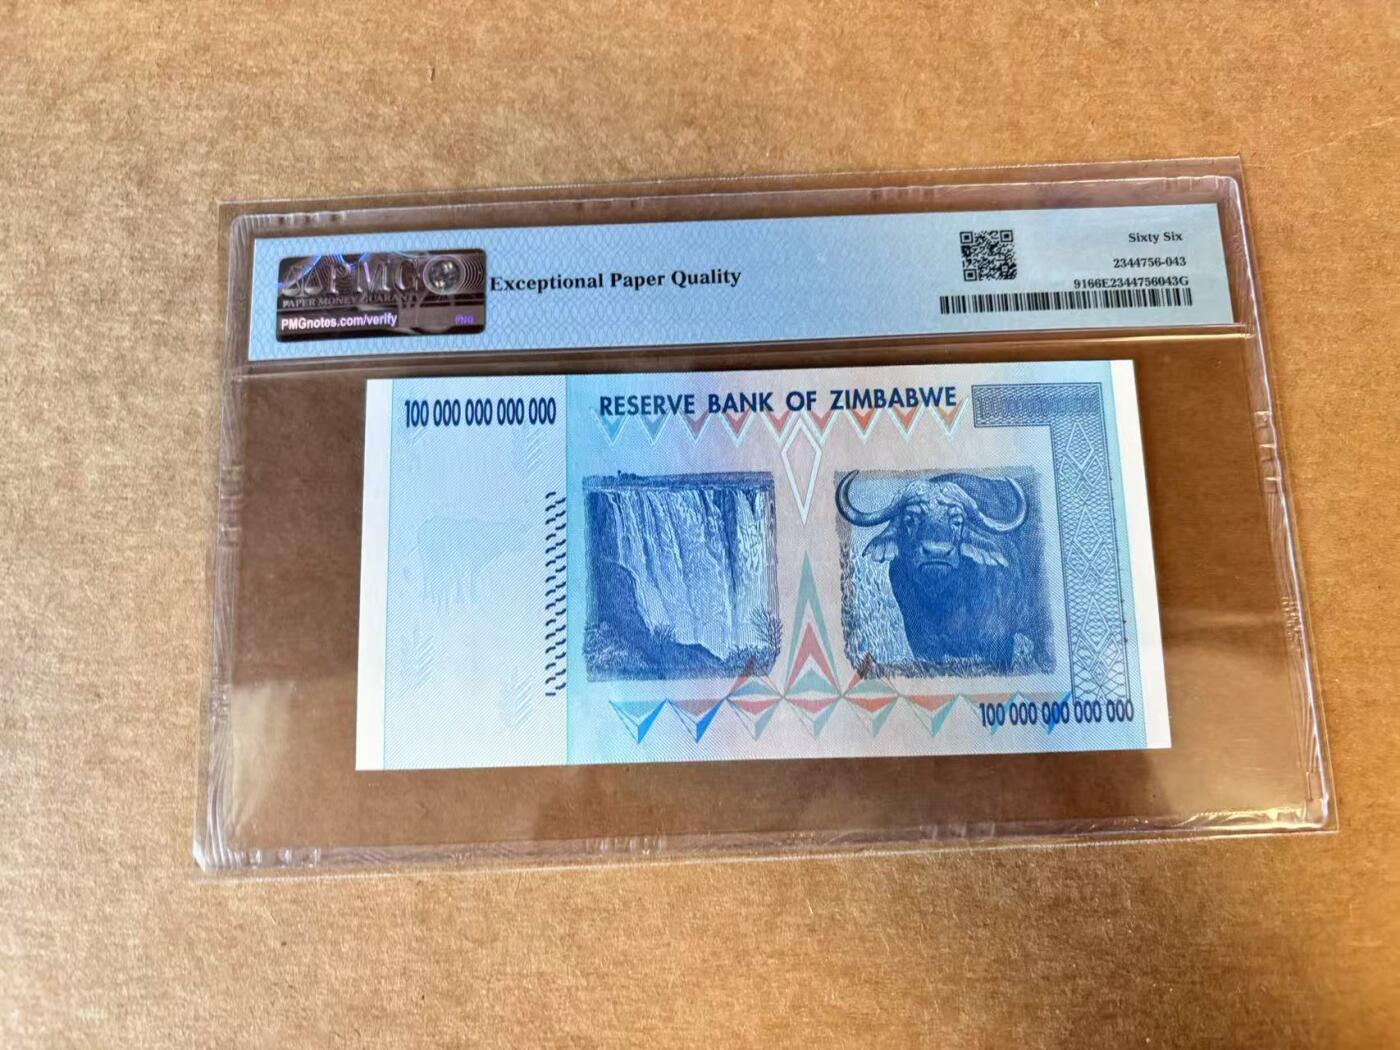 PMG
PAPER MONEY GUARANTY
PMGnotes.com/verify
PNG
Exceptional Paper Quality
Sixty Six
2344756-043
9166E2344756043G
100 000 000 000 000
RESERVE BANK OF ZIMBABWE
100 000 000 000 000